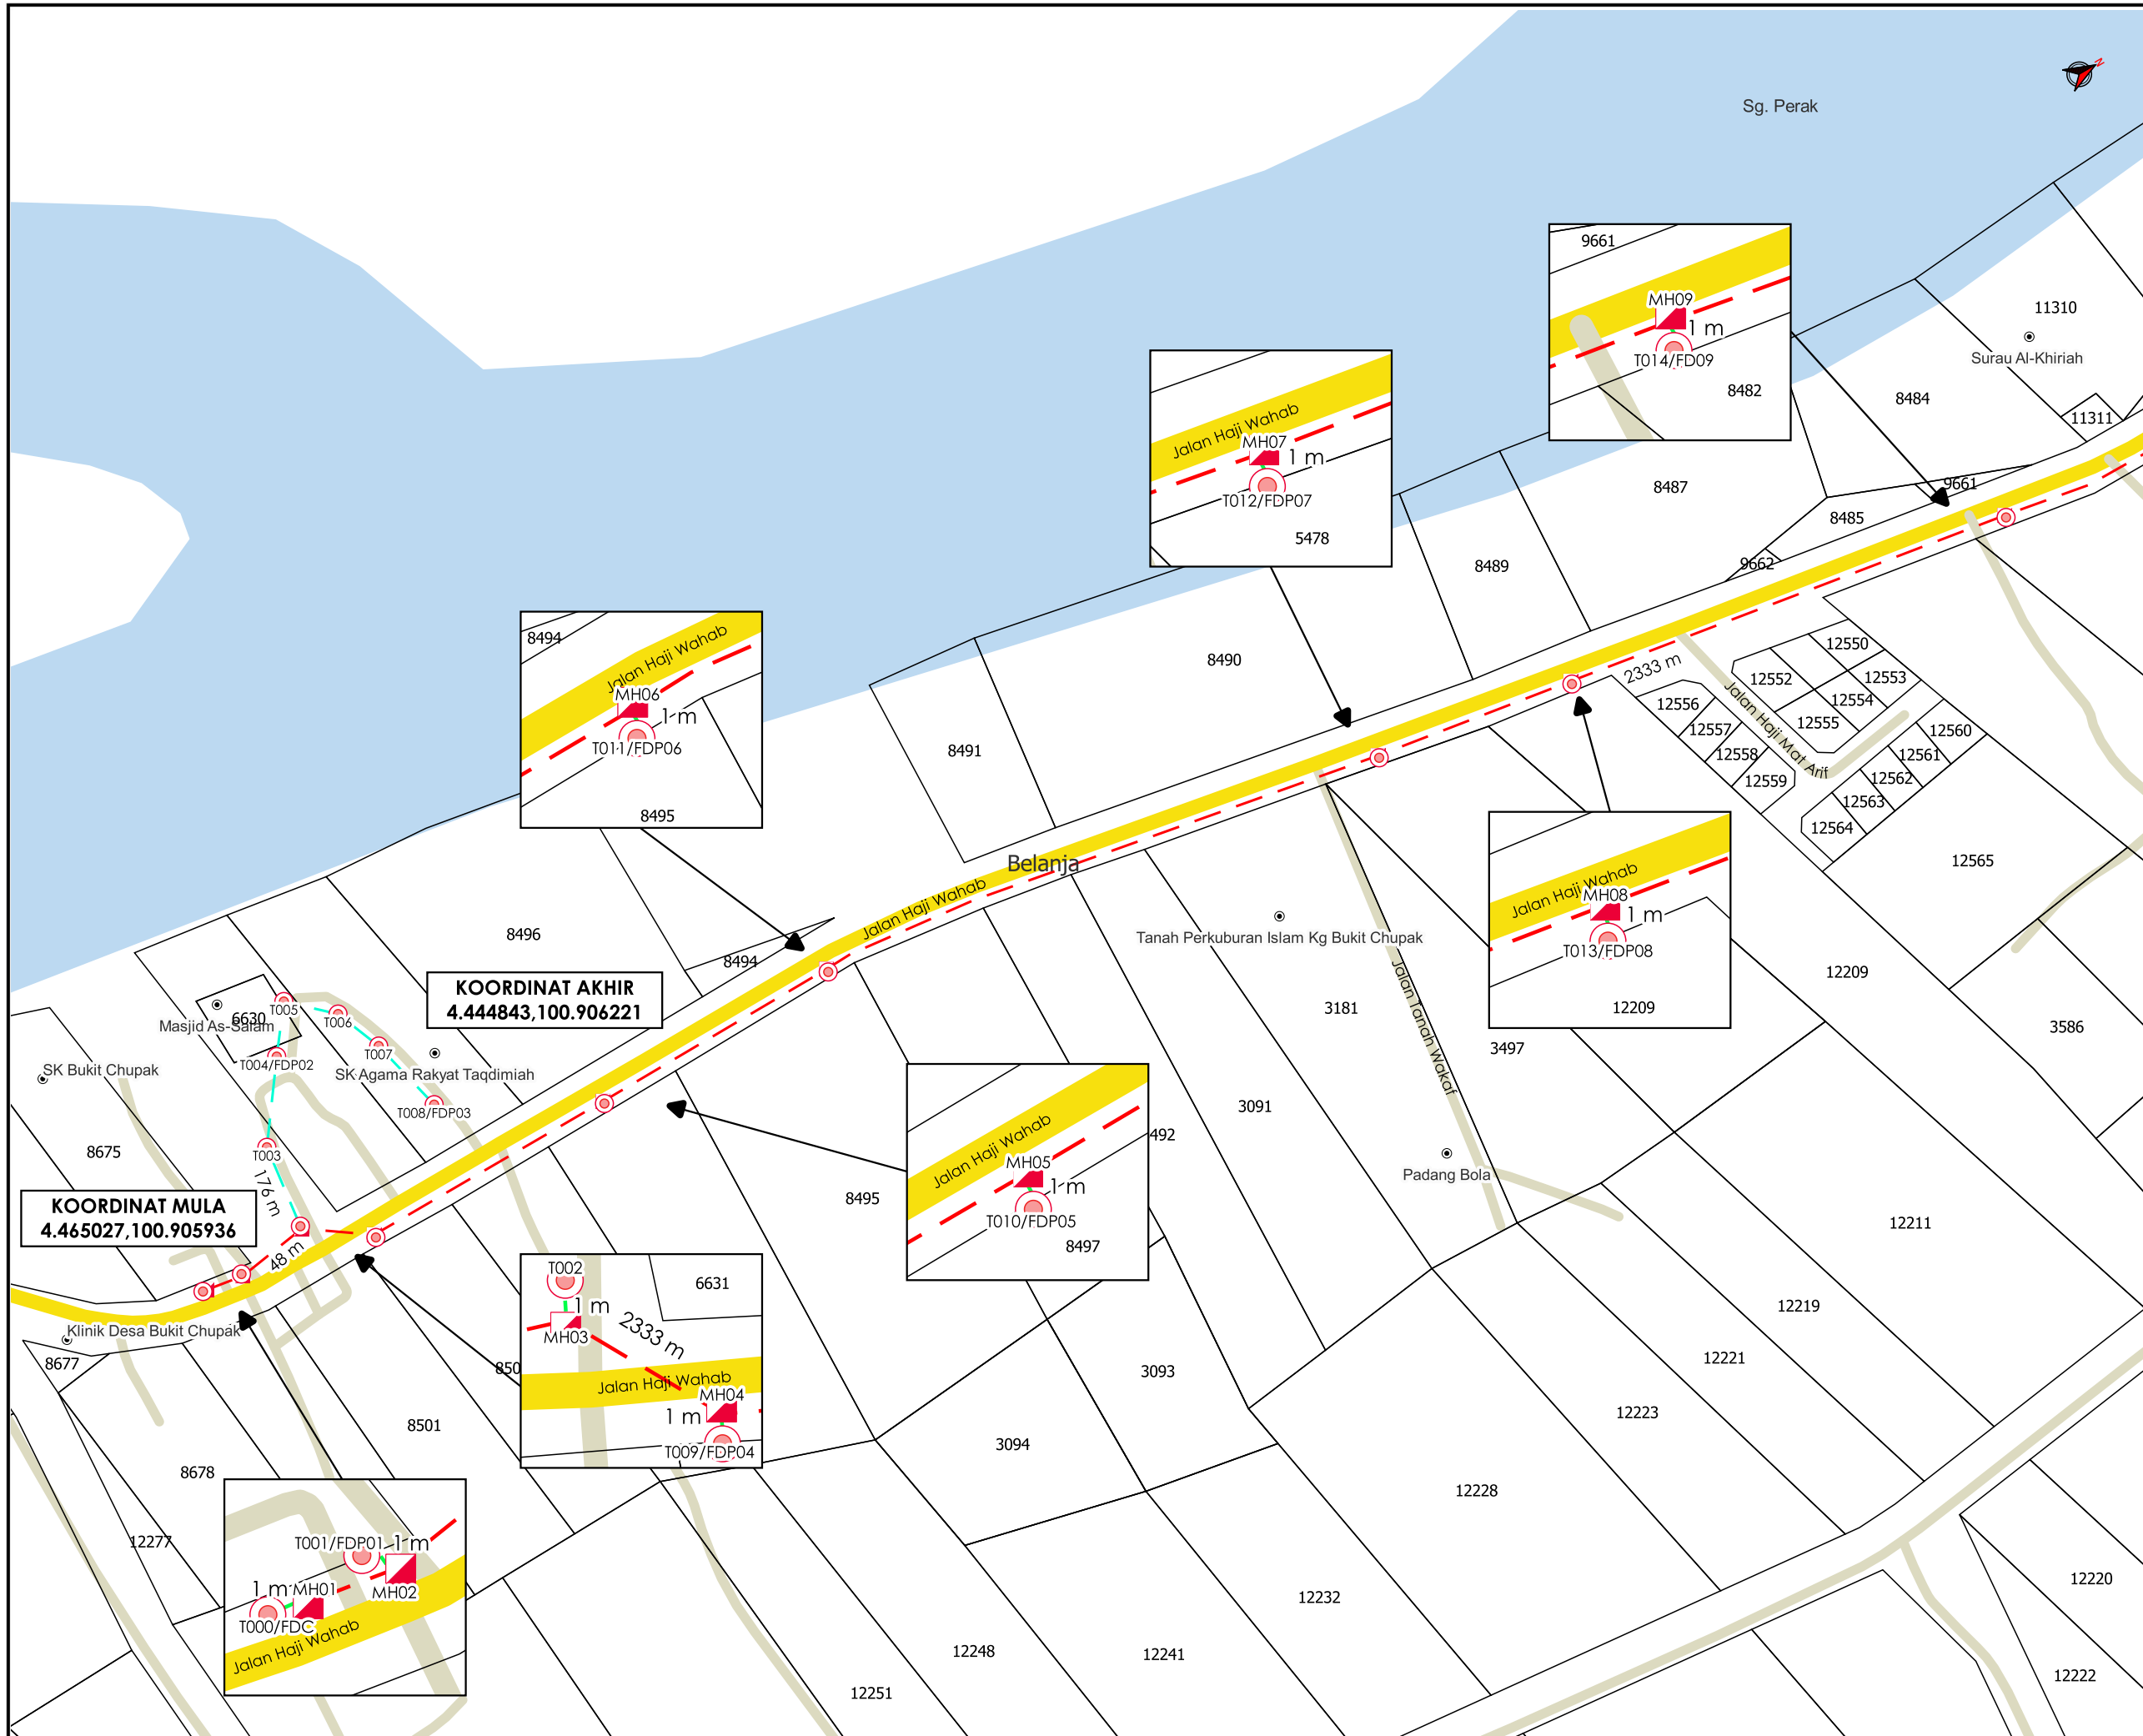 N
Sg. Perak
9661
MH09
1 m
T014/FD09
8482
11310
Surau Al-Khiriah
8484
11311
MH07
Jalan Haji Wahab
1 m
T012/FDP07
5478
8487
9661
8485
9662
8489
8494
Jalan Haji Wahab
MH06
1 m
T011/FDP06
8495
8490
8491
2333 m
12550
12552
12553
12554
12555
12556
12557
12558
12559
Jalan Haji Mat Arif
12560
12561
12562
12563
12564
12565
Belanja
Jalan Haji Wahab
Tanah Perkuburan Islam Kg Bukit Chupak
Jalan Haji Wahab
MH08
1 m
T013/FDP08
12209
12209
8496
8494
KOORDINAT AKHIR
4.444843,100.906221
Masjid As-Salam
6630
T005
T006
T007
T004/FDP02
SK Bukit Chupak
SK Agama Rakyat Taqdimiah
T008/FDP03
T003
176 m
8675
KOORDINAT MULA
4.465027,100.905936
48 m
3181
Jalan Tanah Wakaf
3497
3586
3091
492
Jalan Haji Wahab
MH05
1 m
T010/FDP05
8497
8495
Padang Bola
12211
12219
12221
12223
3093
3094
12228
Klinik Desa Bukit Chupak
8677
850
8501
T002
6631
1 m
MH03
2333 m
Jalan Haji Wahab
MH04
1 m
T009/FDP04
8678
12277
T001/FDP01
1 m
1 m
MH01
MH02
T000/FDC
Jalan Haji Wahab
12232
12241
12248
12251
12220
12222